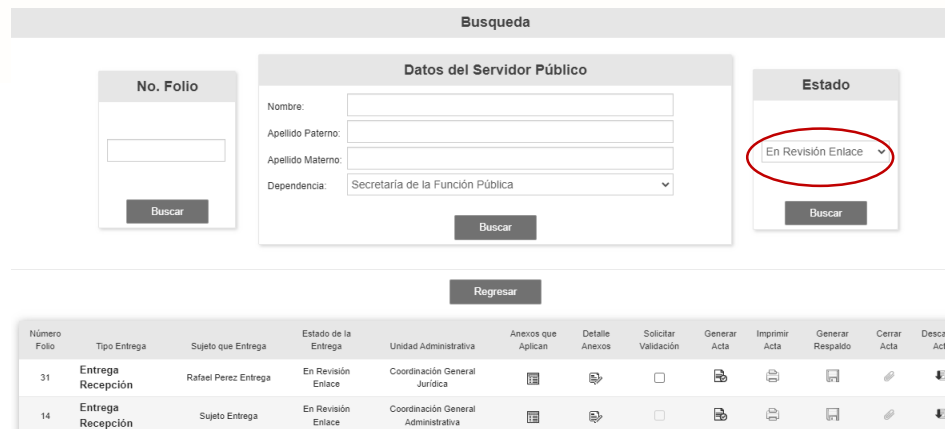 Busqueda
No. Folio
Buscar
Datos del Servidor Público
Nombre:
Apellido Paterno:
Apellido Materno:
Dependencia: Secretaría de la Función Pública
Buscar
Estado
En Revisión Enlace
Buscar
Regresar
Número Folio Tipo Entrega Sujeto que Entrega Estado de la Entrega Unidad Administrativa Anexos que Aplican Detalle Anexos Solicitar Validación Generar Acta Imprimir Acta Generar Respaldo Cerrar Acta
31 Entrega Recepción Rafael Perez Entrega En Revisión Enlace Coordinación General Jurídica
14 Entrega Recepción Sujeto Entrega En Revisión Enlace Coordinación General Administrativa